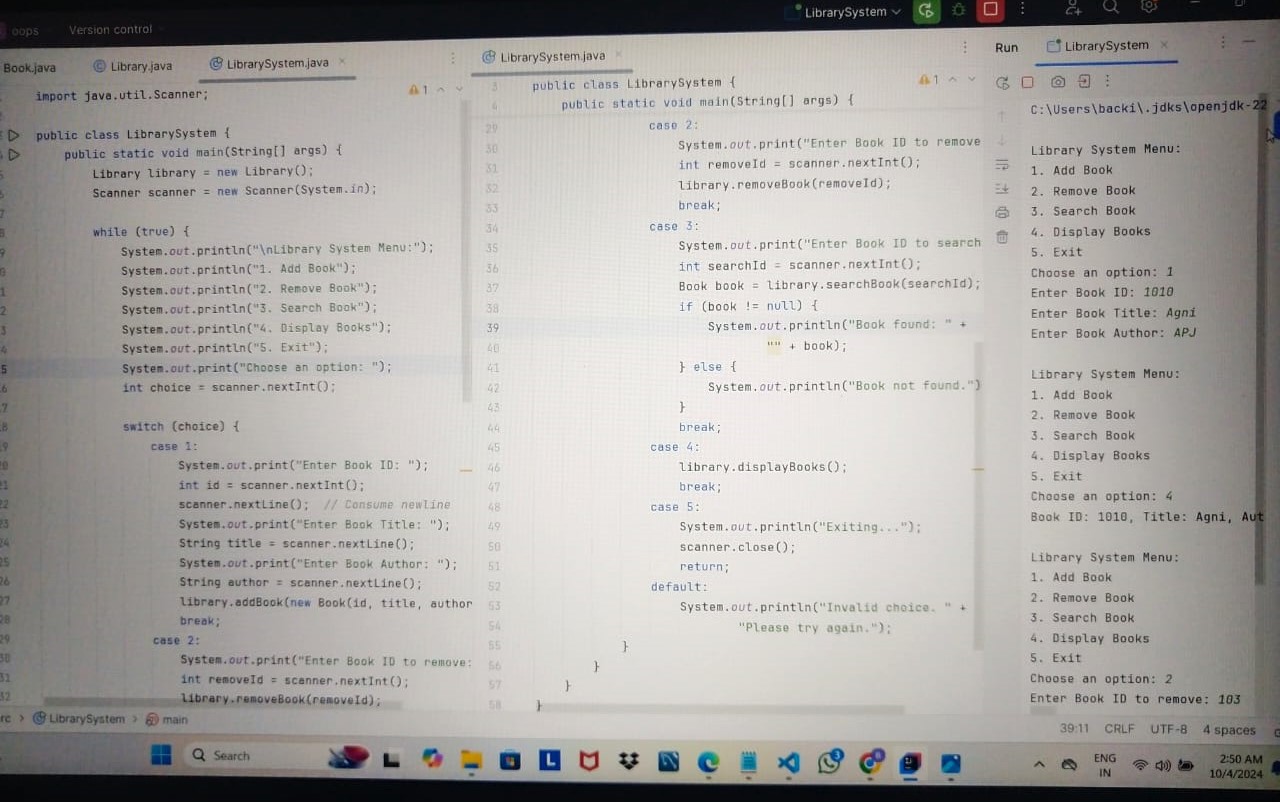 LibrarySystem
oops Version control
Book.java Library.java LibrarySystem.java
import java.util.Scanner;
public class LibrarySystem {
public static void main(String[] args) {
Library library = new Library();
Scanner scanner = new Scanner(System.in);
while (true) {
System.out.println("\nLibrary System Menu:");
System.out.println("1. Add Book");
System.out.println("2. Remove Book");
System.out.println("3. Search Book");
System.out.println("4. Display Books");
System.out.println("5. Exit");
System.out.print("Choose an option: ");
int choice = scanner.nextInt();
switch (choice) {
case 1:
System.out.print("Enter Book ID: ");
int id = scanner.nextInt();
scanner.nextLine(); // Consume newline
System.out.print("Enter Book Title: ");
String title = scanner.nextLine();
System.out.print("Enter Book Author: ");
String author = scanner.nextLine();
library.addBook(new Book(id, title, author
break;
case 2:
System.out.print("Enter Book ID to remove:
int removeId = scanner.nextInt();
library.removeBook(removeId);
1
LibrarySystem.java
3 public class LibrarySystem {
4 public static void main(String[] args) {
29 case 2:
30 System.out.print("Enter Book ID to remove
31 int removeId = scanner.nextInt();
32 library.removeBook(removeId);
33 break;
34 case 3:
35 System.out.print("Enter Book ID to search
36 int searchId = scanner.nextInt();
37 Book book = library.searchBook(searchId);
38 if (book != null) {
39 System.out.println("Book found: " +
40 "" + book);
41 } else {
42 System.out.println("Book not found.")
43 }
44 break;
45 case 4:
46 library.displayBooks();
47 break;
48 case 5:
49 System.out.println("Exiting...");
50 scanner.close();
51 return;
52 default:
53 System.out.println("Invalid choice. " +
54 "Please try again.");
55 }
56 }
57 }
58 }
1
Run LibrarySystem
C:\Users\backi\.jdks\openjdk-22
Library System Menu:
1. Add Book
2. Remove Book
3. Search Book
4. Display Books
5. Exit
Choose an option: 1
Enter Book ID: 1010
Enter Book Title: Agni
Enter Book Author: APJ
Library System Menu:
1. Add Book
2. Remove Book
3. Search Book
4. Display Books
5. Exit
Choose an option: 4
Book ID: 1010, Title: Agni, Aut
Library System Menu:
1. Add Book
2. Remove Book
3. Search Book
4. Display Books
5. Exit
Choose an option: 2
Enter Book ID to remove: 103
LibrarySystem > main
39:11 CRLF UTF-8 4 spaces
Search
ENG
IN
2:50 AM
10/4/2024